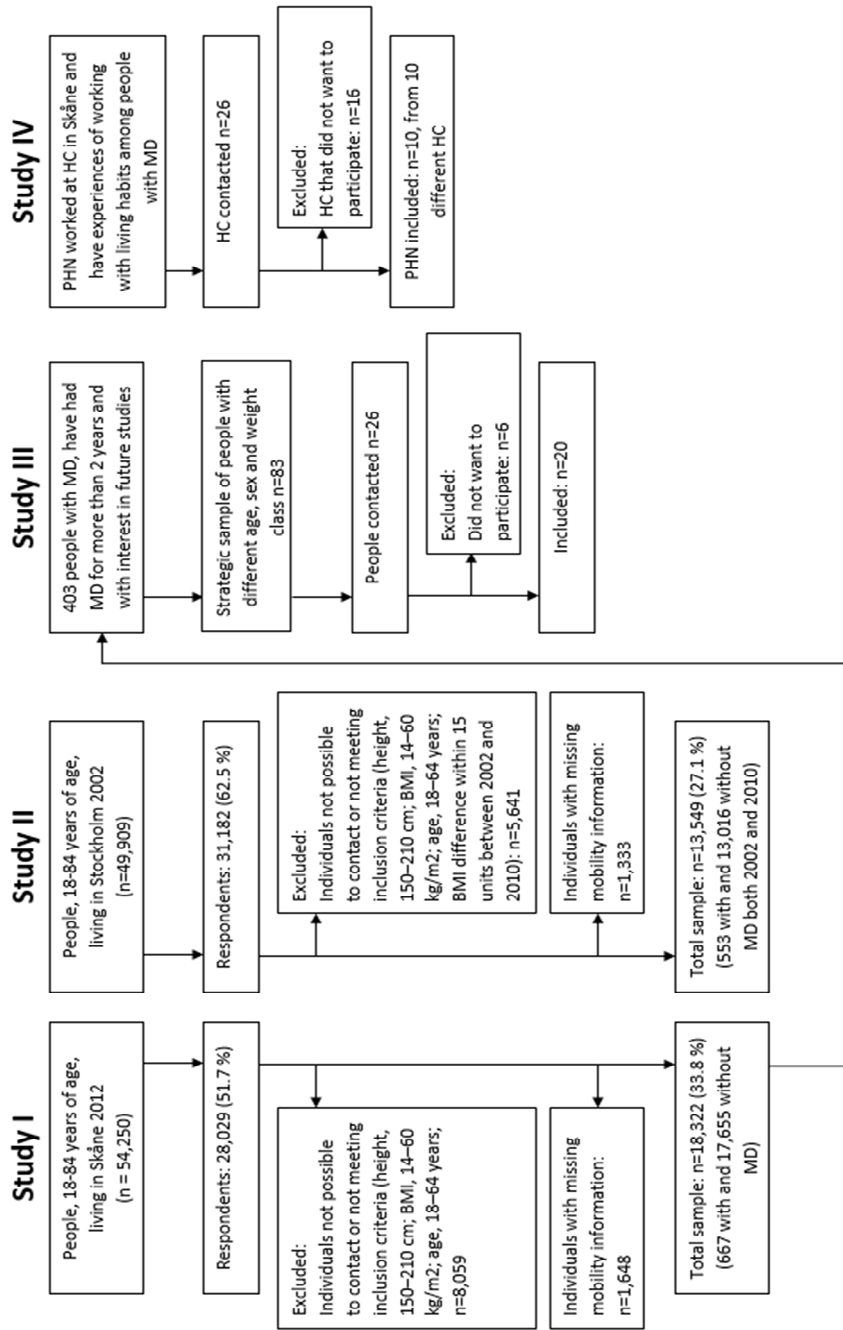 Study I
People, 18-84 years of age,
living in Skåne 2012
(n = 54,250)
Respondents: 28,029 (51.7 %)
Excluded:
Individuals not possible
to contact or not meeting
inclusion criteria (height,
150–210 cm; BMI, 14–60
kg/m2; age, 18–64 years;
n=8,059
Individuals with missing
mobility information:
n=1,648
Total sample: n=18,322 (33.8 %)
(667 with and 17,655 without
MD)
Study II
People, 18-84 years of age,
living in Stockholm 2002
(n=49,909)
Respondents: 31,182 (62.5 %)
Excluded:
Individuals not possible
to contact or not meeting
inclusion criteria (height,
150–210 cm; BMI, 14–60
kg/m2; age, 18–64 years;
BMI difference within 15
units between 2002 and
2010): n=5,641
Individuals with missing
mobility information:
n=1,333
Total sample: n=13,549 (27.1 %)
(553 with and 13,016 without
MD both 2002 and 2010)
Study III
403 people with MD, have had
MD for more than 2 years and
with interest in future studies
Strategic sample of people with
different age, sex and weight
class n=83
People contacted n=26
Excluded:
Did not want to
participate: n=6
Included: n=20
Study IV
PHN worked at HC in Skåne and
have experiences of working
with living habits among people
with MD
HC contacted n=26
Excluded:
HC that did not want to
participate: n=16
PHN included: n=10, from 10
different HC